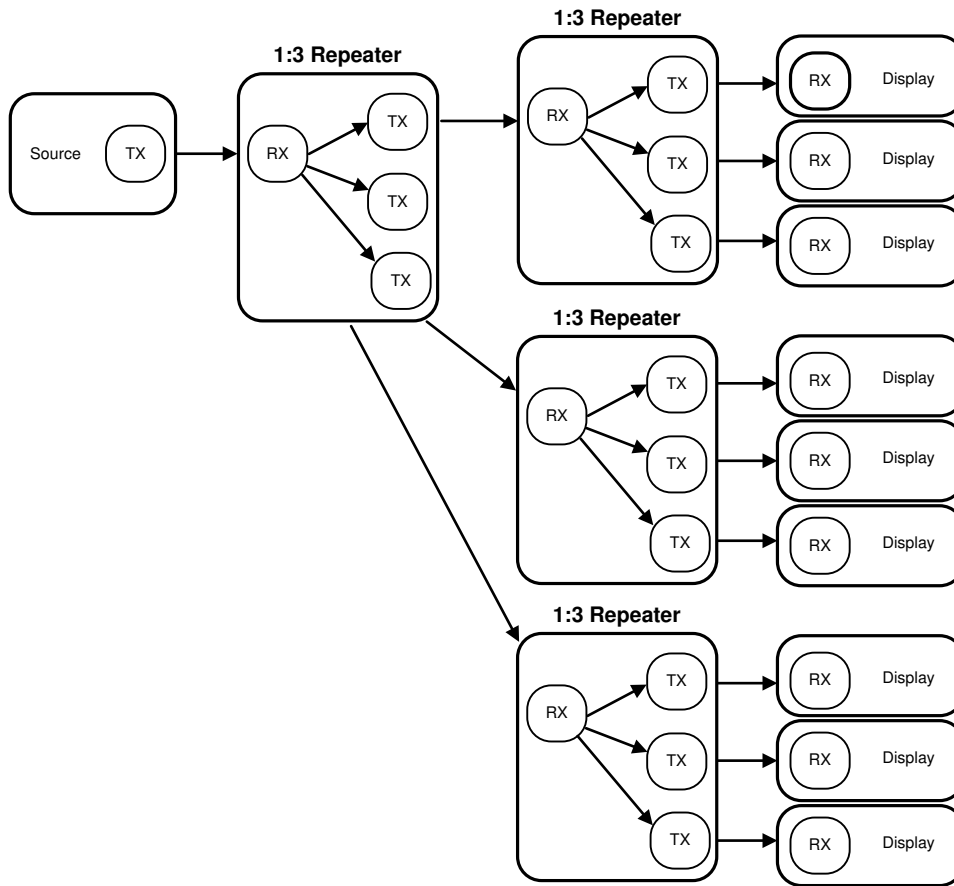 1:3 Repeater
1:3 Repeater
Source
TX
RX
TX
TX
TX
RX
TX
TX
TX
RX
Display
RX
Display
RX
Display
1:3 Repeater
RX
TX
TX
TX
RX
Display
RX
Display
RX
Display
1:3 Repeater
RX
TX
TX
TX
RX
Display
RX
Display
RX
Display